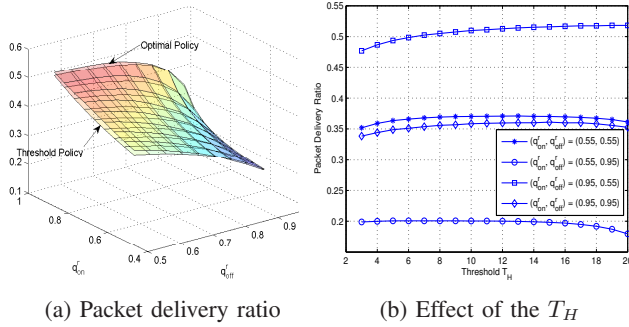 Optimal Policy
Threshold Policy
0.6
0.5
0.4
0.3
0.2
0.1
1
0.8
0.6
0.4
q^r_on
0.5
0.6
0.7
0.8
0.9
q^r_off
(a) Packet delivery ratio
Packet Delivery Ratio
0.55
0.5
0.45
0.4
0.35
0.3
0.25
0.2
(q^r_on, q^r_off) = (0.55, 0.55)
(q^r_on, q^r_off) = (0.55, 0.95)
(q^r_on, q^r_off) = (0.95, 0.55)
(q^r_on, q^r_off) = (0.95, 0.95)
2 4 6 8 10 12 14 16 18 20
Threshold T_H
(b) Effect of the T_H